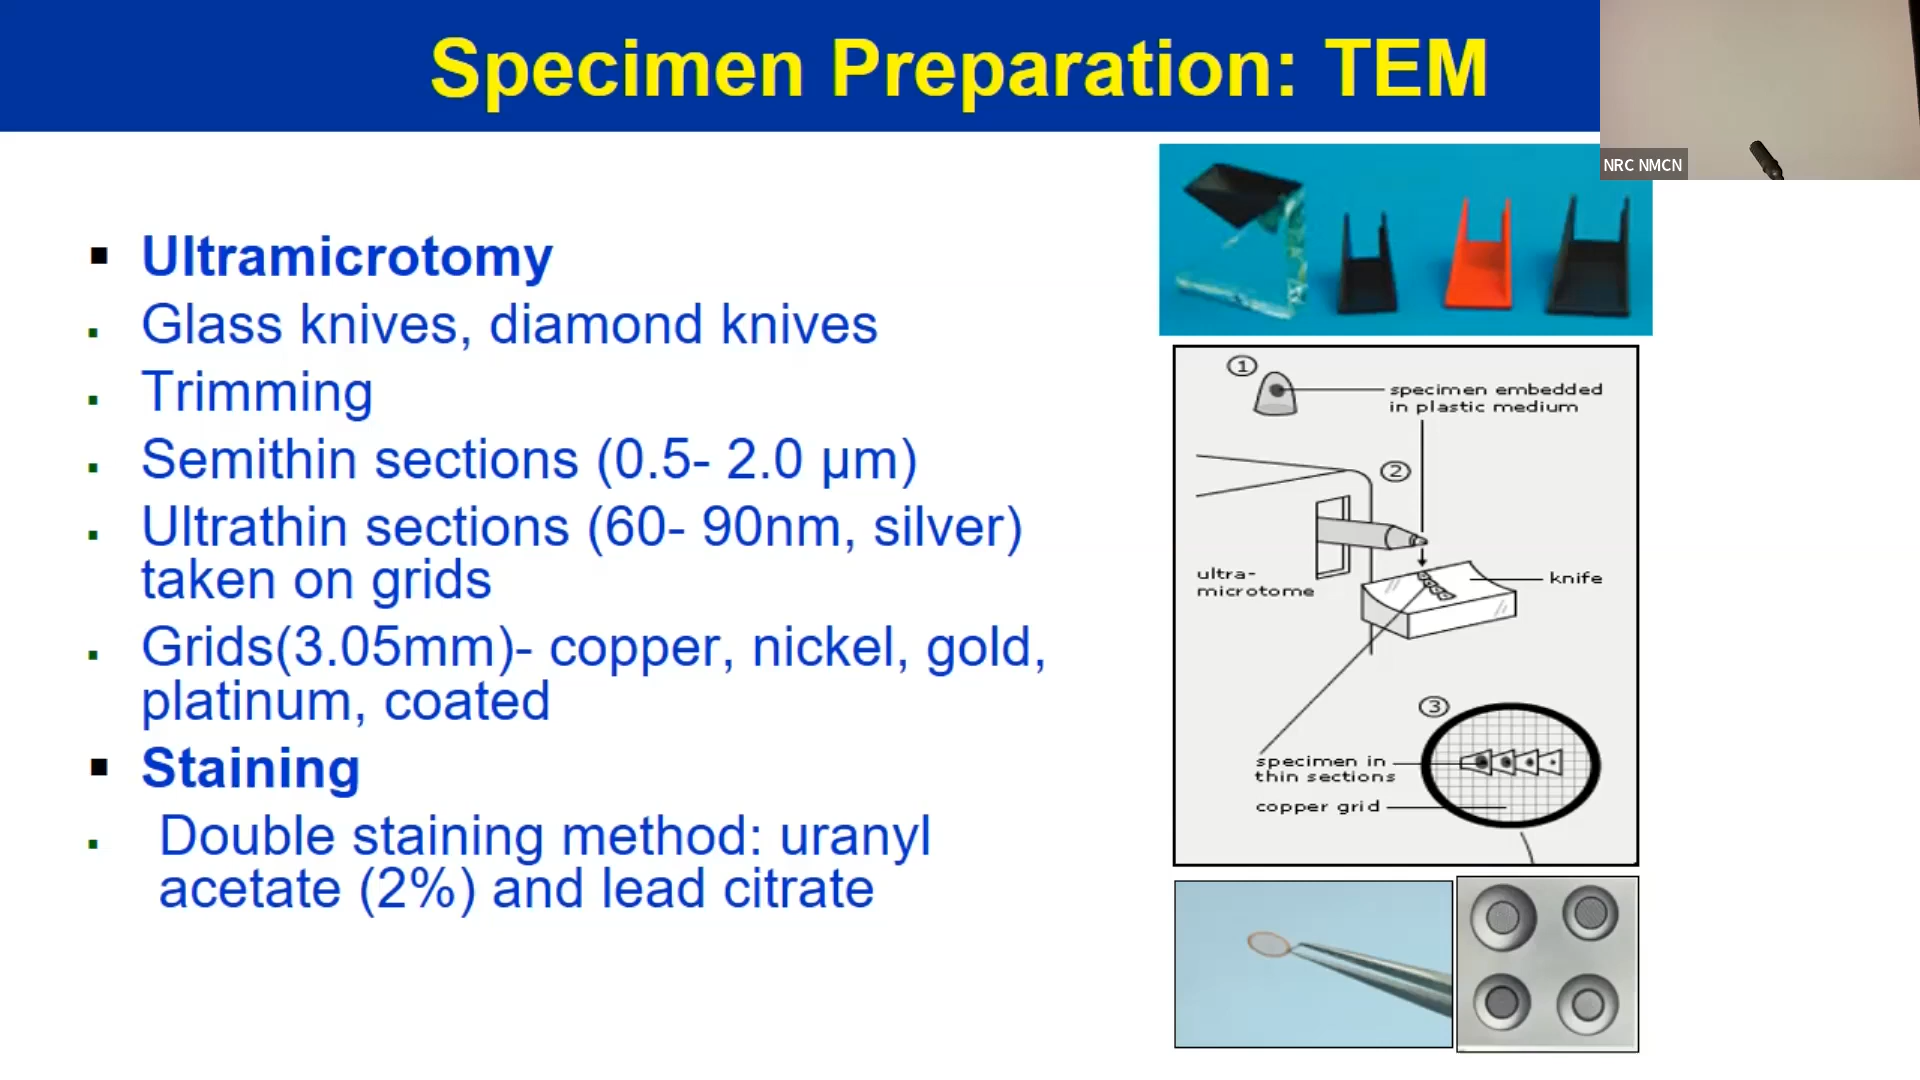 Specimen Preparation: TEM
NRC NMCN
Ultramicrotomy
Glass knives, diamond knives
Trimming
Semithin sections (0.5- 2.0 µm)
Ultrathin sections (60- 90nm, silver)
taken on grids
Grids(3.05mm)- copper, nickel, gold,
platinum, coated
Staining
Double staining method: uranyl
acetate (2%) and lead citrate
1
specimen embedded
in plastic medium
2
ultra-
microtome
knife
3
specimen in
thin sections
copper grid